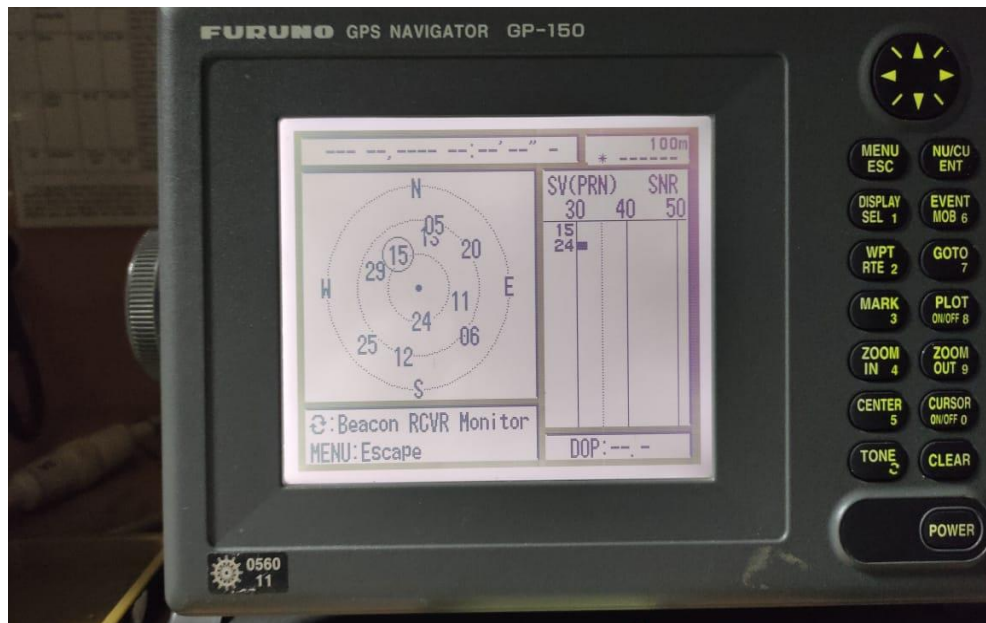 FURUNO GPS NAVIGATOR GP-150
--- --,---- --:--'--" -
100m
* ------
N
05
13
15
20
29
W
E
11
24
25
12
06
S
SV(PRN) SNR
30 40 50
15
24
:Beacon RCVR Monitor
MENU:Escape
DOP:--.-
MENU ESC
NU/CU ENT
DISPLAY SEL 1
EVENT MOB 6
WPT RTE 2
GOTO 7
MARK 3
PLOT ON/OFF 8
ZOOM IN 4
ZOOM OUT 9
CENTER 5
CURSOR ON/OFF 0
TONE
CLEAR
POWER
0560
11